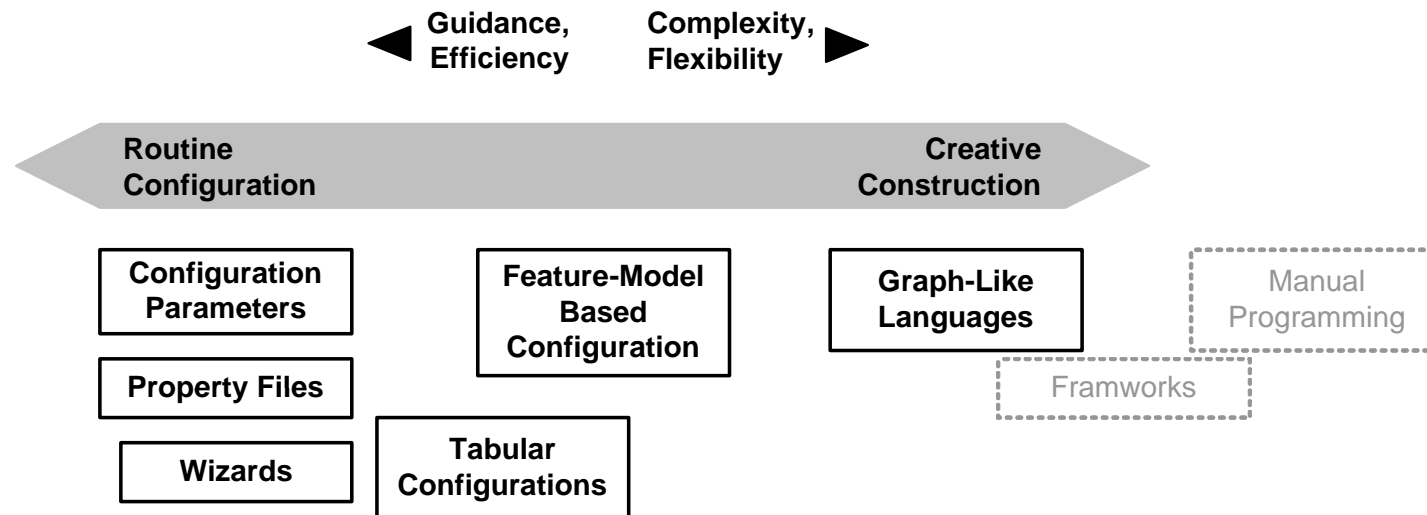 Guidance,
Efficiency
Complexity,
Flexibility
Routine
Configuration
Creative
Construction
Configuration
Parameters
Property Files
Wizards
Tabular
Configurations
Feature-Model
Based
Configuration
Graph-Like
Languages
Manual
Programming
Framworks